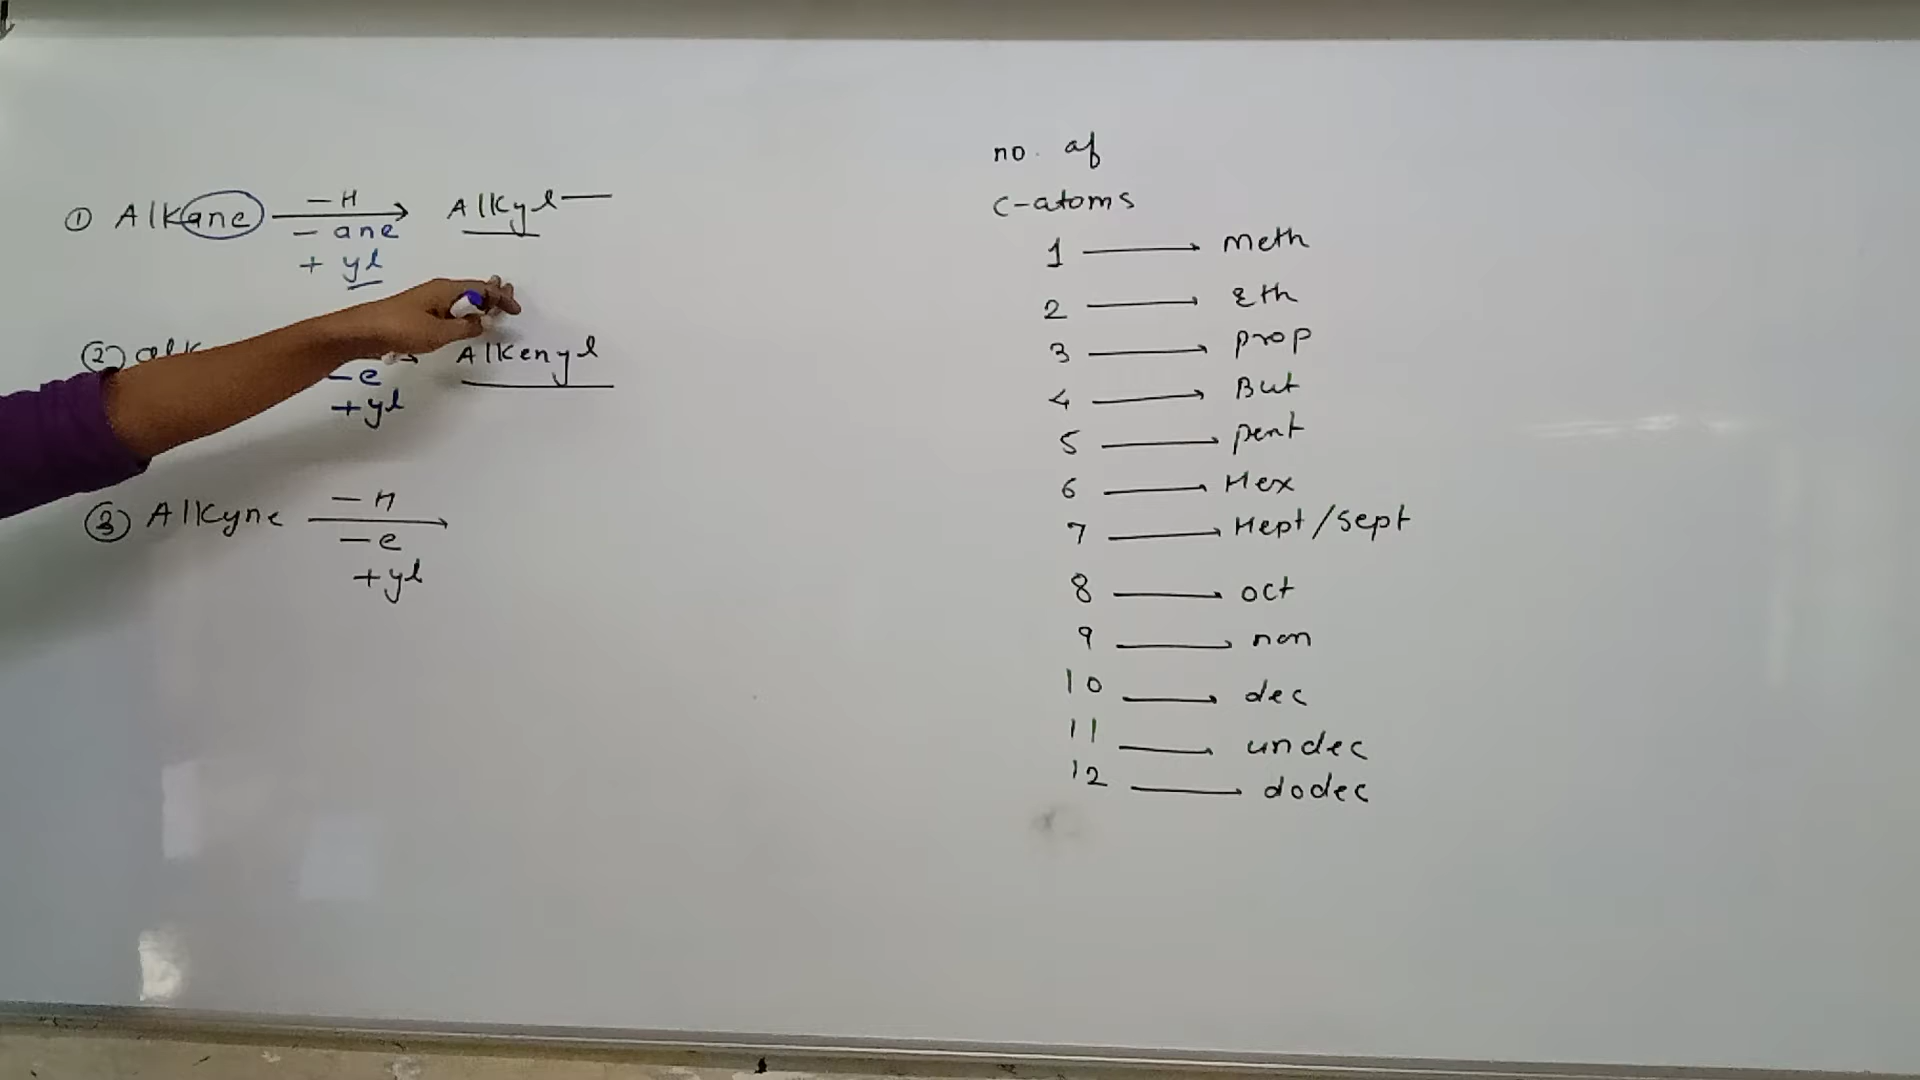 ① Alkane —H→ Alkyl—
— ane
+ yl
② alk → Alkenyl
— e
+ yl
③ Alkyne —H→
— e
+ yl
no. of
C-atoms
1 → meth
2 → Eth
3 → prop
4 → But
5 → pent
6 → Hex
7 → Hept/sept
8 → oct
9 → non
10 → dec
11 → undec
12 → dodec